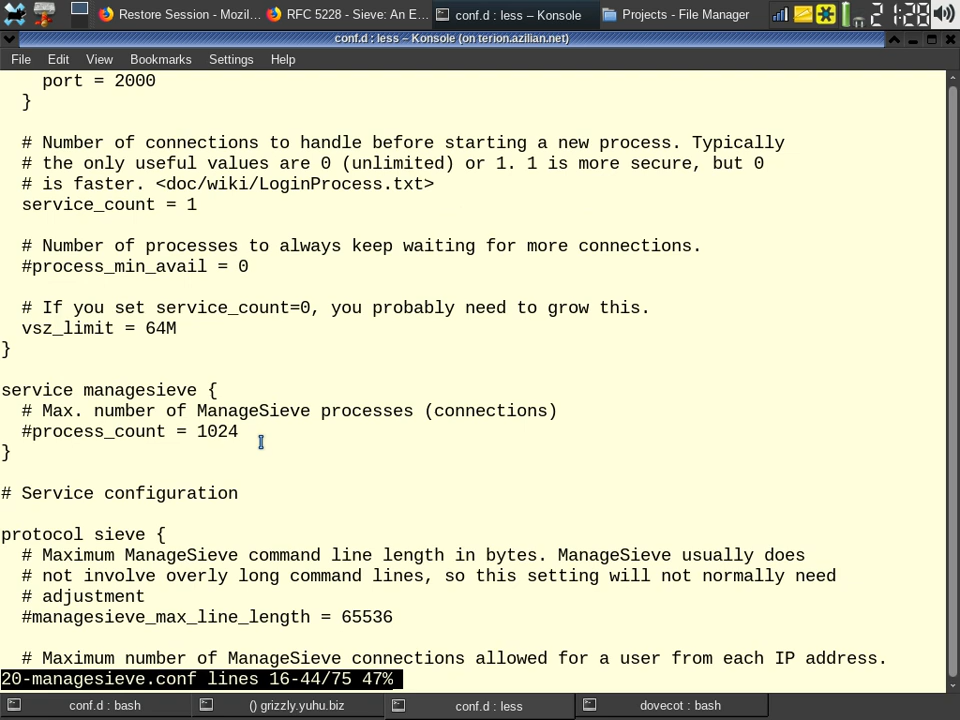 Restore Session - Mozil...
RFC 5228 - Sieve: An E...
conf.d : less – Konsole
Projects - File Manager
21:28
conf.d : less – Konsole (on terion.azilian.net)
File Edit View Bookmarks Settings Help
port = 2000
}
# Number of connections to handle before starting a new process. Typically
# the only useful values are 0 (unlimited) or 1. 1 is more secure, but 0
# is faster. <doc/wiki/LoginProcess.txt>
service_count = 1
# Number of processes to always keep waiting for more connections.
#process_min_avail = 0
# If you set service_count=0, you probably need to grow this.
vsz_limit = 64M
}
service managesieve {
# Max. number of ManageSieve processes (connections)
#process_count = 1024
}
# Service configuration
protocol sieve {
# Maximum ManageSieve command line length in bytes. ManageSieve usually does
# not involve overly long command lines, so this setting will not normally need
# adjustment
#managesieve_max_line_length = 65536
# Maximum number of ManageSieve connections allowed for a user from each IP address.
20-managesieve.conf lines 16-44/75 47%
conf.d : bash
() grizzly.yuhu.biz
conf.d : less
dovecot : bash